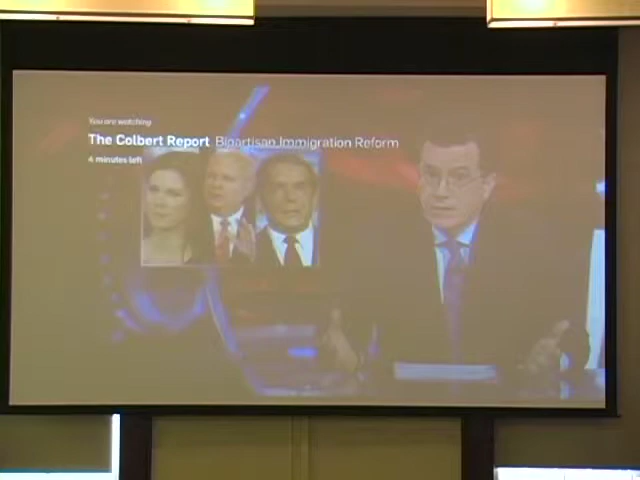 You are watching
The Colbert Report Bipartisan Immigration Reform
4 minutes left